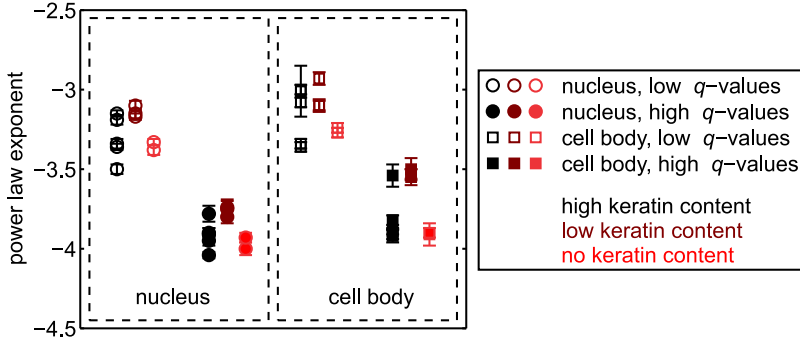 power law exponent
−2.5
−3
−3.5
−4
−4.5
nucleus
cell body
nucleus, low q-values
nucleus, high q-values
cell body, low q-values
cell body, high q-values
high keratin content
low keratin content
no keratin content